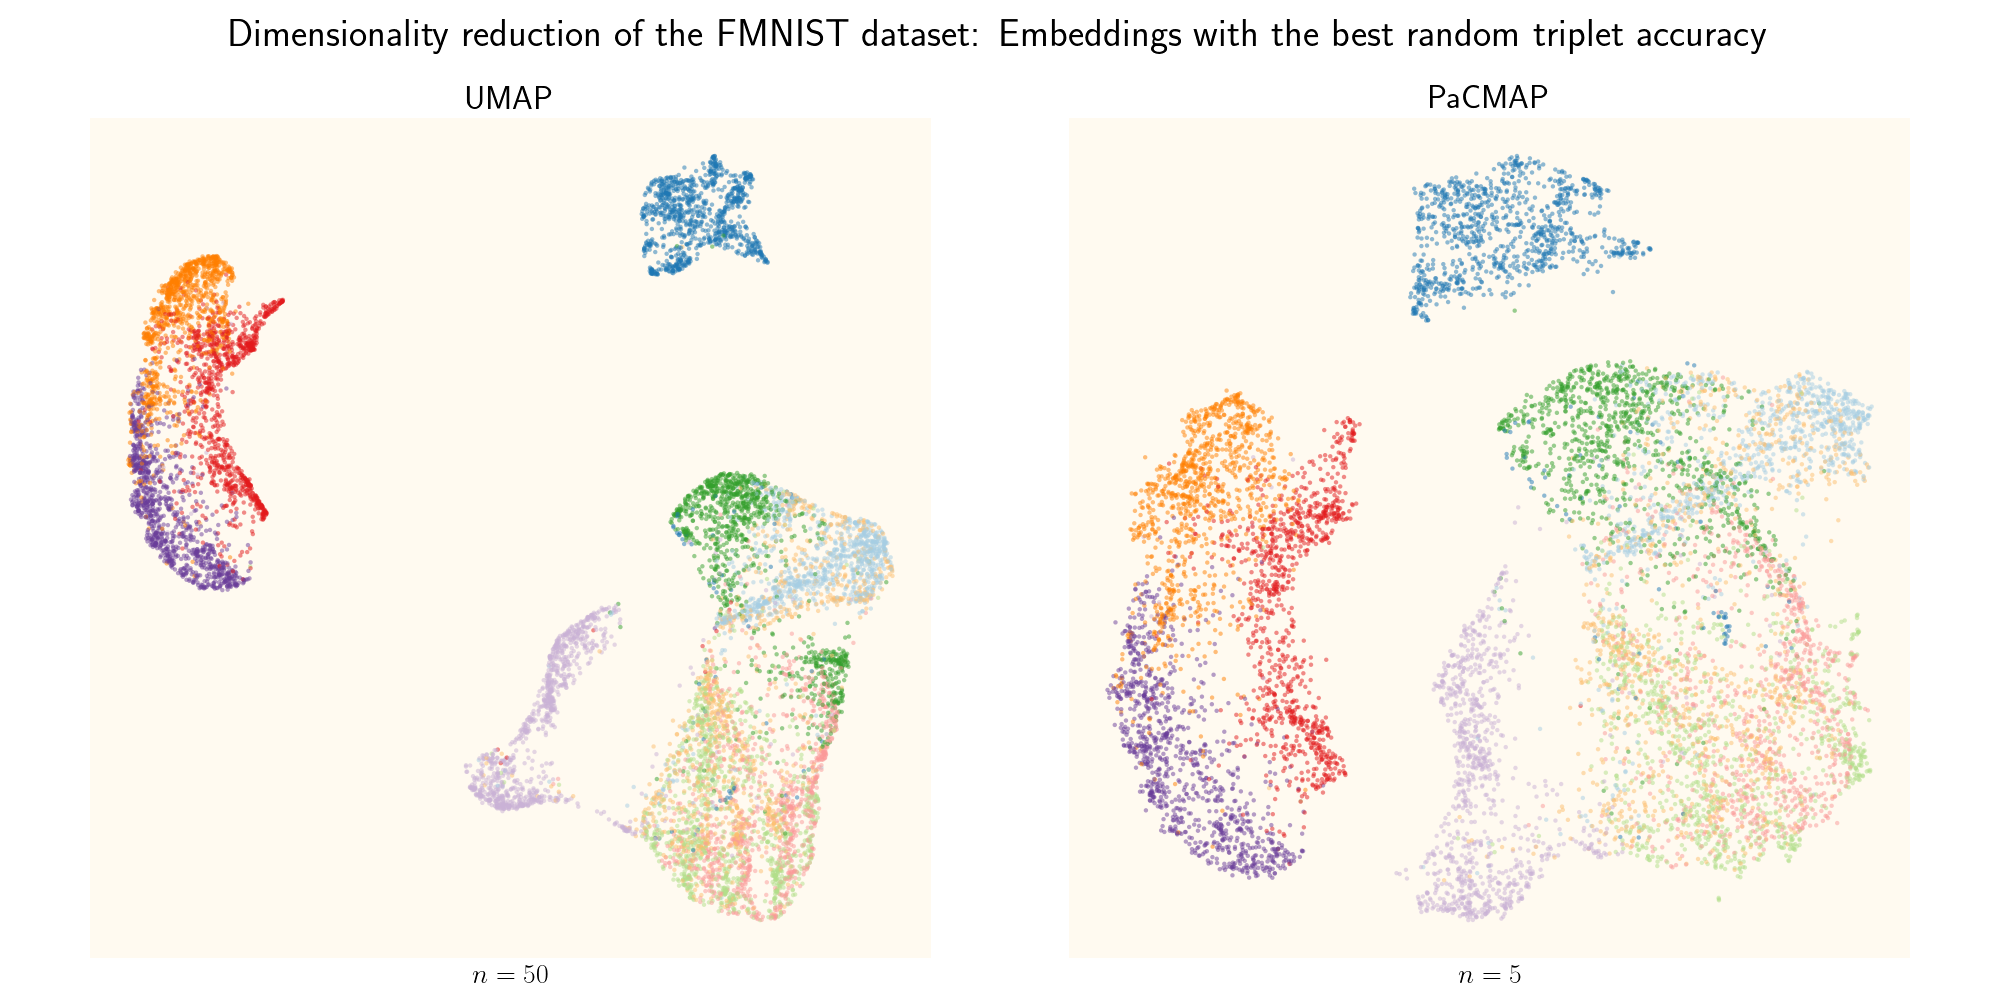 Dimensionality reduction of the FMNIST dataset: Embeddings with the best random triplet accuracy
UMAP
PaCMAP
n = 50
n = 5